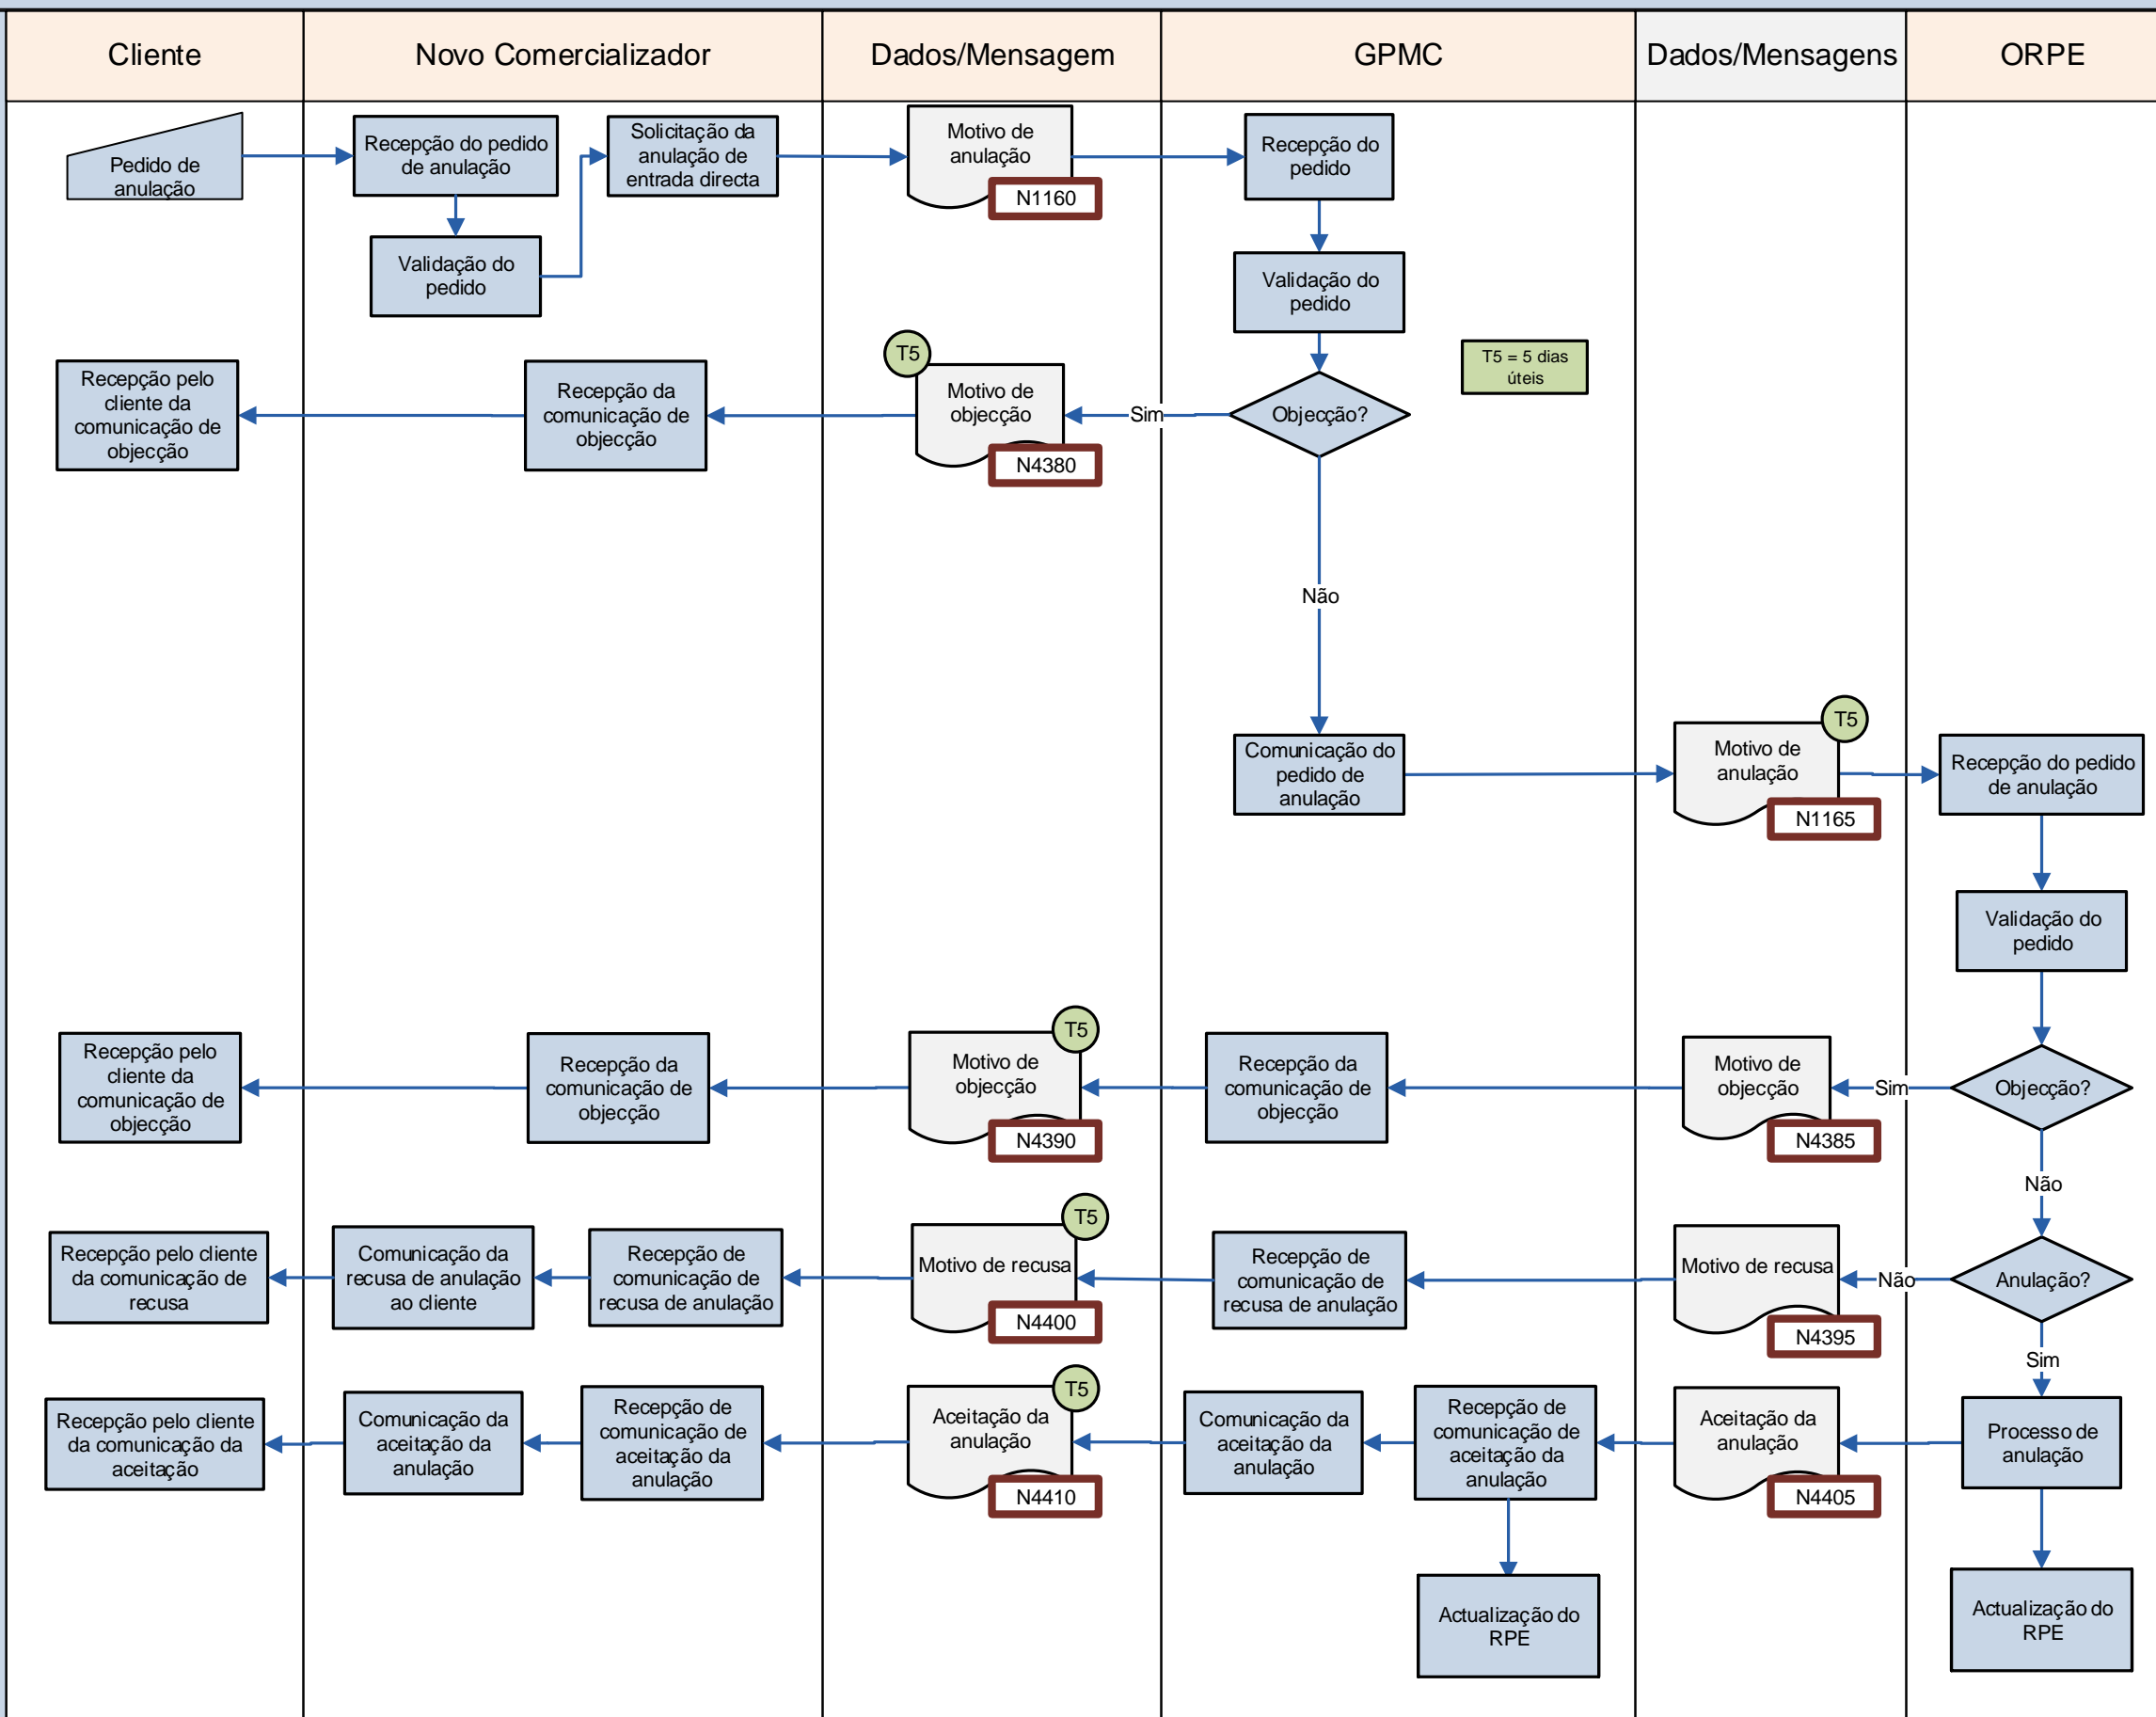 Cliente
Novo Comercializador
Dados/Mensagem
GPMC
Dados/Mensagens
ORPE
Pedido de
anulação
Recepção do pedido
de anulação
Validação do
pedido
Solicitação da
anulação de
entrada directa
Motivo de
anulação
N1160
Recepção do
pedido
Validação do
pedido
T5 = 5 dias
úteis
Objecção?
Sim
T5
Motivo de
objecção
N4380
Recepção da
comunicação de
objecção
Recepção pelo
cliente da
comunicação de
objecção
Não
Comunicação do
pedido de
anulação
T5
Motivo de
anulação
N1165
Recepção do pedido
de anulação
Validação do
pedido
Objecção?
Sim
Motivo de
objecção
N4385
Recepção da
comunicação de
objecção
T5
Motivo de
objecção
N4390
Recepção da
comunicação de
objecção
Recepção pelo
cliente da
comunicação de
objecção
Não
Anulação?
Não
Motivo de recusa
N4395
Recepção de
comunicação de
recusa de anulação
T5
Motivo de recusa
N4400
Recepção de
comunicação de
recusa de anulação
Comunicação da
recusa de anulação
ao cliente
Recepção pelo cliente
da comunicação de
recusa
Sim
Processo de
anulação
Aceitação da
anulação
N4405
Recepção de
comunicação de
aceitação da
anulação
Comunicação da
aceitação da
anulação
T5
Aceitação da
anulação
N4410
Recepção de
comunicação de
aceitação da
anulação
Comunicação da
aceitação da
anulação
Recepção pelo cliente
da comunicação da
aceitação
Actualização do
RPE
Actualização do
RPE